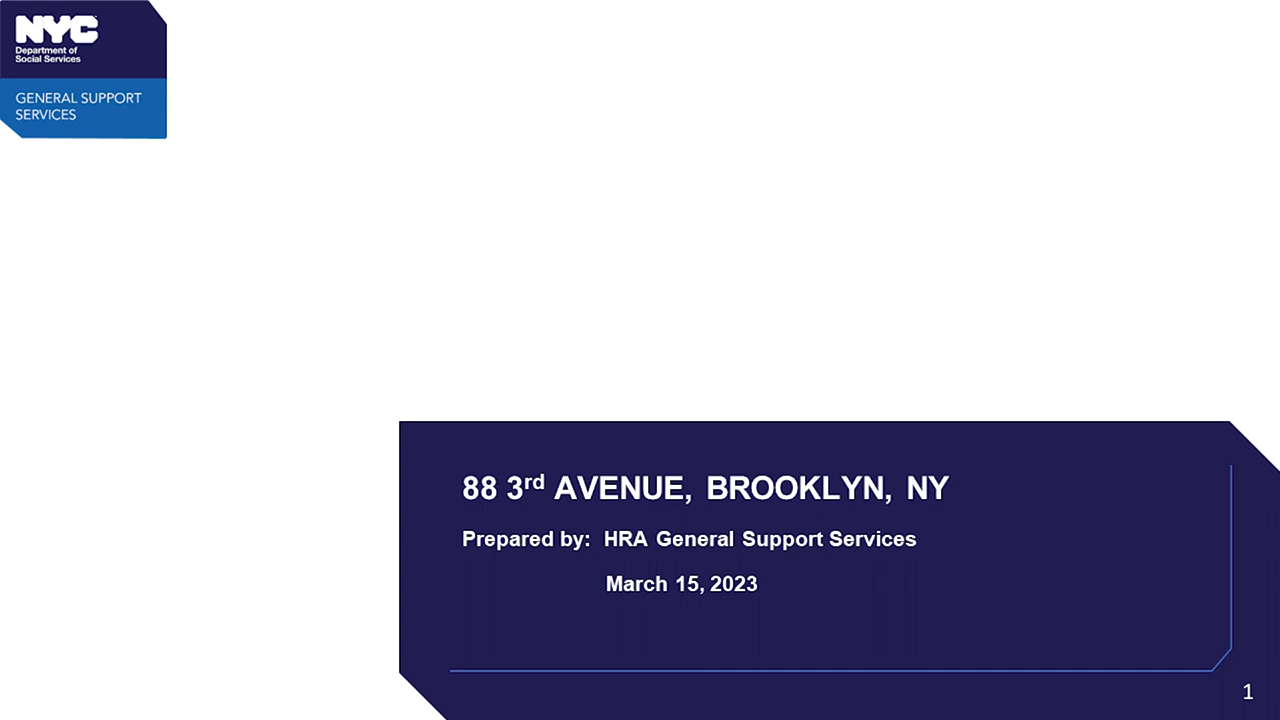 NYC
Department of
Social Services
GENERAL SUPPORT
SERVICES
88 3rd AVENUE, BROOKLYN, NY
Prepared by: HRA General Support Services
March 15, 2023
1